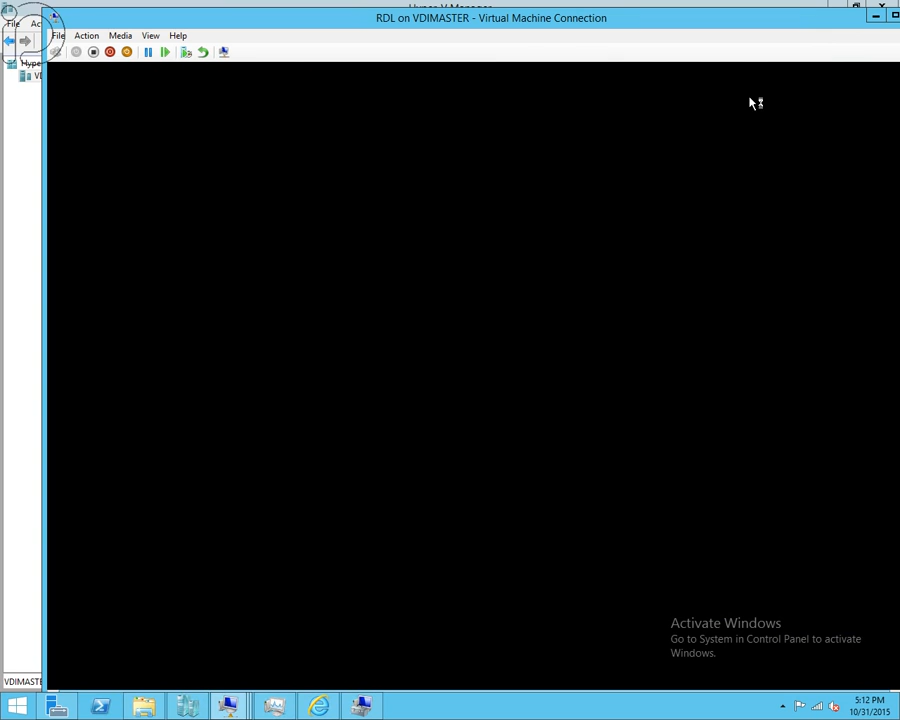 RDL on VDIMASTER - Virtual Machine Connection
File Action Media View Help
Activate Windows
Go to System in Control Panel to activate
Windows.
VDIMASTE
5:12 PM
10/31/2015